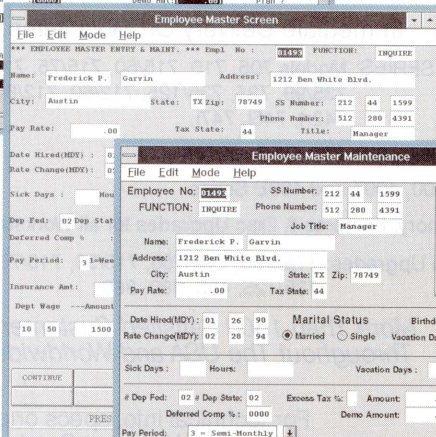 Employee Master Screen
File Edit Mode Help
*** EMPLOYEE MASTER ENTRY & MAINT. *** Empl No : 01493 FUNCTION: INQUIRE
Name: Frederick P. Garvin Address: 1212 Ben White Blvd.
City: Austin State: TX Zip: 78749 SS Number: 212 44 1599
Phone Number: 512 280 4391
Pay Rate: .00 Tax State: 44 Title: Manager
Date Hired(MDY) :
Rate Change(MDY):
Sick Days :
Dep Fed: 02 Dep Stat
Deferred Comp %
Pay Period: 3
Insurance Amt:
Dept Wage ---Amount
10 50 1500
CONTINUE
PRES
Employee Master Maintenance
File Edit Mode Help
Employee No: 01493 SS Number: 212 44 1599
FUNCTION: INQUIRE Phone Number: 512 280 4391
Job Title: Manager
Name: Frederick P. Garvin
Address: 1212 Ben White Blvd.
City: Austin State: TX Zip: 78749
Pay Rate: .00 Tax State: 44
Date Hired(MDY): 01 26 90 Marital Status Birthd
Rate Change(MDY): 02 28 94 Married Single Vacation Da
Sick Days : Hours: Vacation Days :
# Dep Fed: 02 # Dep State: 02 Excess Tax %: Amount:
Deferred Comp %: 0000 Demo Amount:
Pay Period: 3 = Semi-Monthly